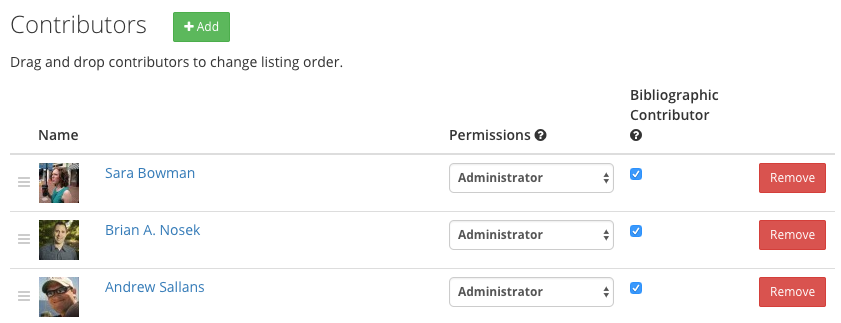 Contributors + Add
Drag and drop contributors to change listing order.
Bibliographic
Contributor
Name Permissions ? ?
Sara Bowman Administrator Remove
Brian A. Nosek Administrator Remove
Andrew Sallans Administrator Remove